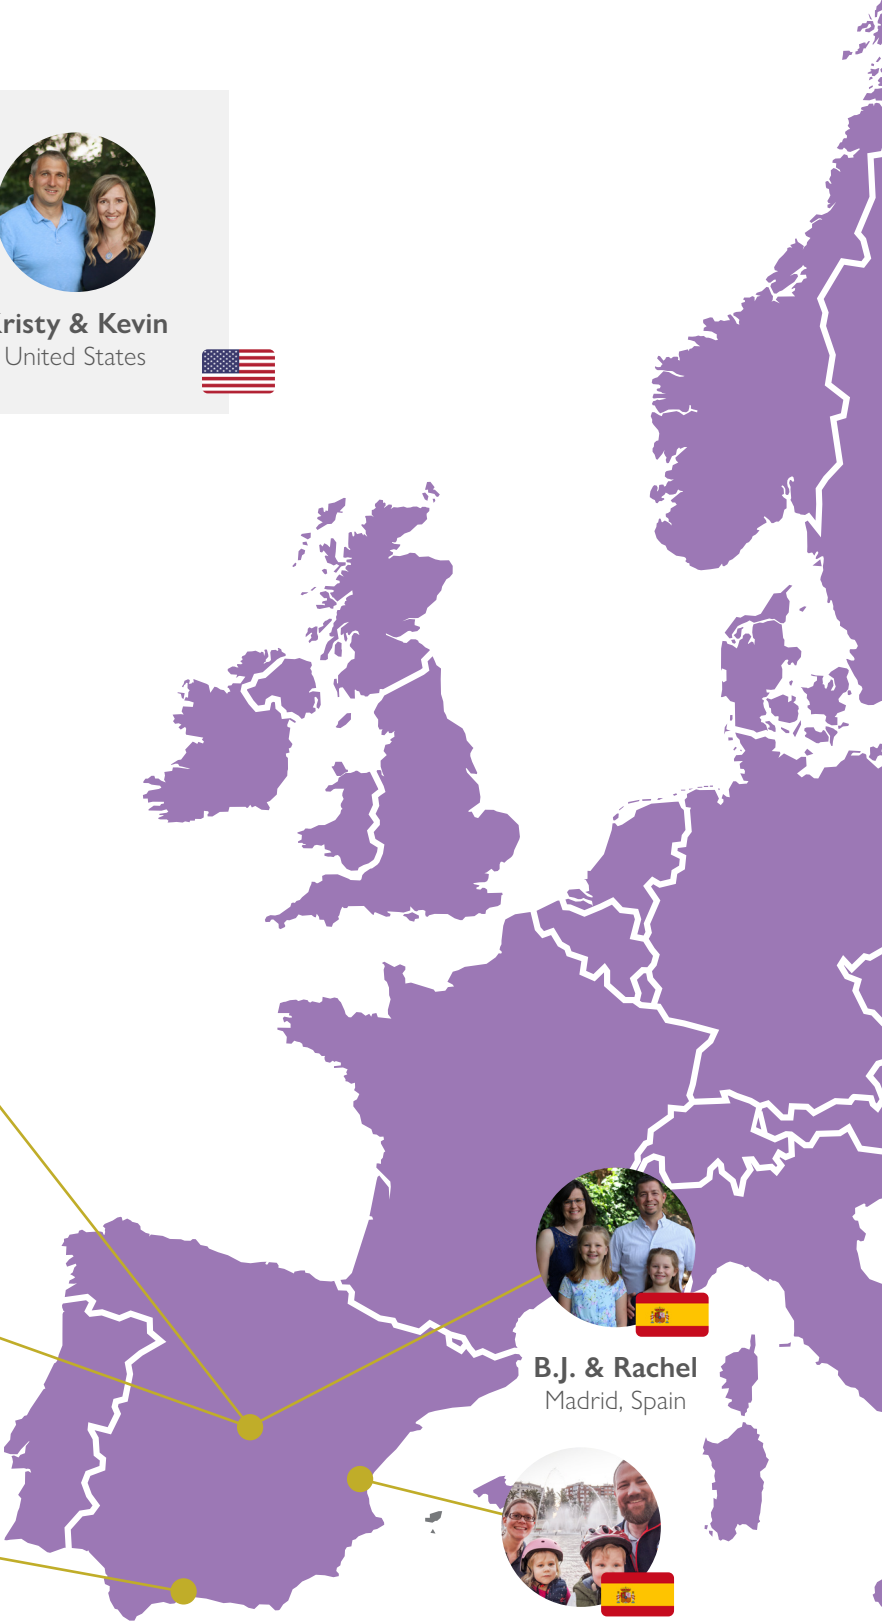 risty & Kevin
United States
B.J. & Rachel
Madrid, Spain